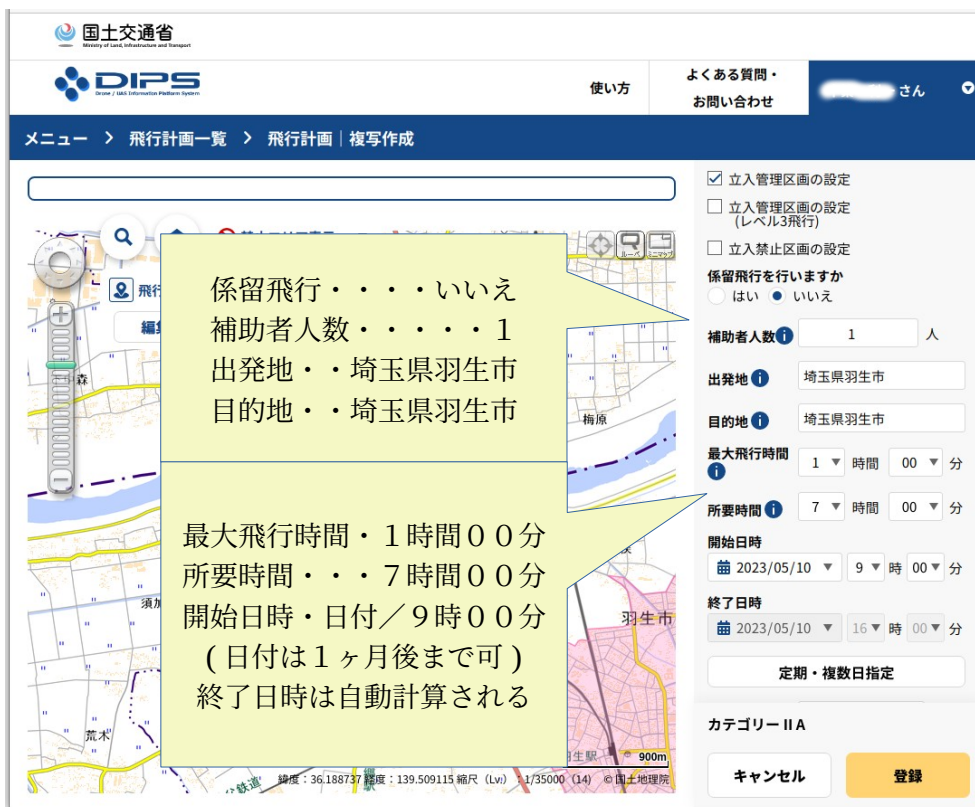 国土交通省
Ministry of Land, Infrastructure and Transport
DIPS
Drone / UAS Information Platform System
使い方
よくある質問・
お問い合わせ
さん
メニュー > 飛行計画一覧 > 飛行計画｜複写作成
ルーペ
ミニマップ
飛行
編集
森
梅原
須加
羽生市
荒木
羽生駅
900m
緯度：36.188737 経度：139.509115 縮尺（Lv）：1/35000（14） ©国土地理院
係留飛行・・・・いいえ
補助者人数・・・・・１
出発地・・埼玉県羽生市
目的地・・埼玉県羽生市
最大飛行時間・１時間００分
所要時間・・・７時間００分
開始日時・日付／９時００分
(日付は１ヶ月後まで可)
終了日時は自動計算される
立入管理区画の設定
立入管理区画の設定
(レベル3飛行)
立入禁止区画の設定
係留飛行を行いますか
はい いいえ
補助者人数 1 人
出発地 埼玉県羽生市
目的地 埼玉県羽生市
最大飛行時間 1 時間 00 分
所要時間 7 時間 00 分
開始日時
2023/05/10 9 時 00 分
終了日時
2023/05/10 16 時 00 分
定期・複数日指定
カテゴリーII A
キャンセル 登録